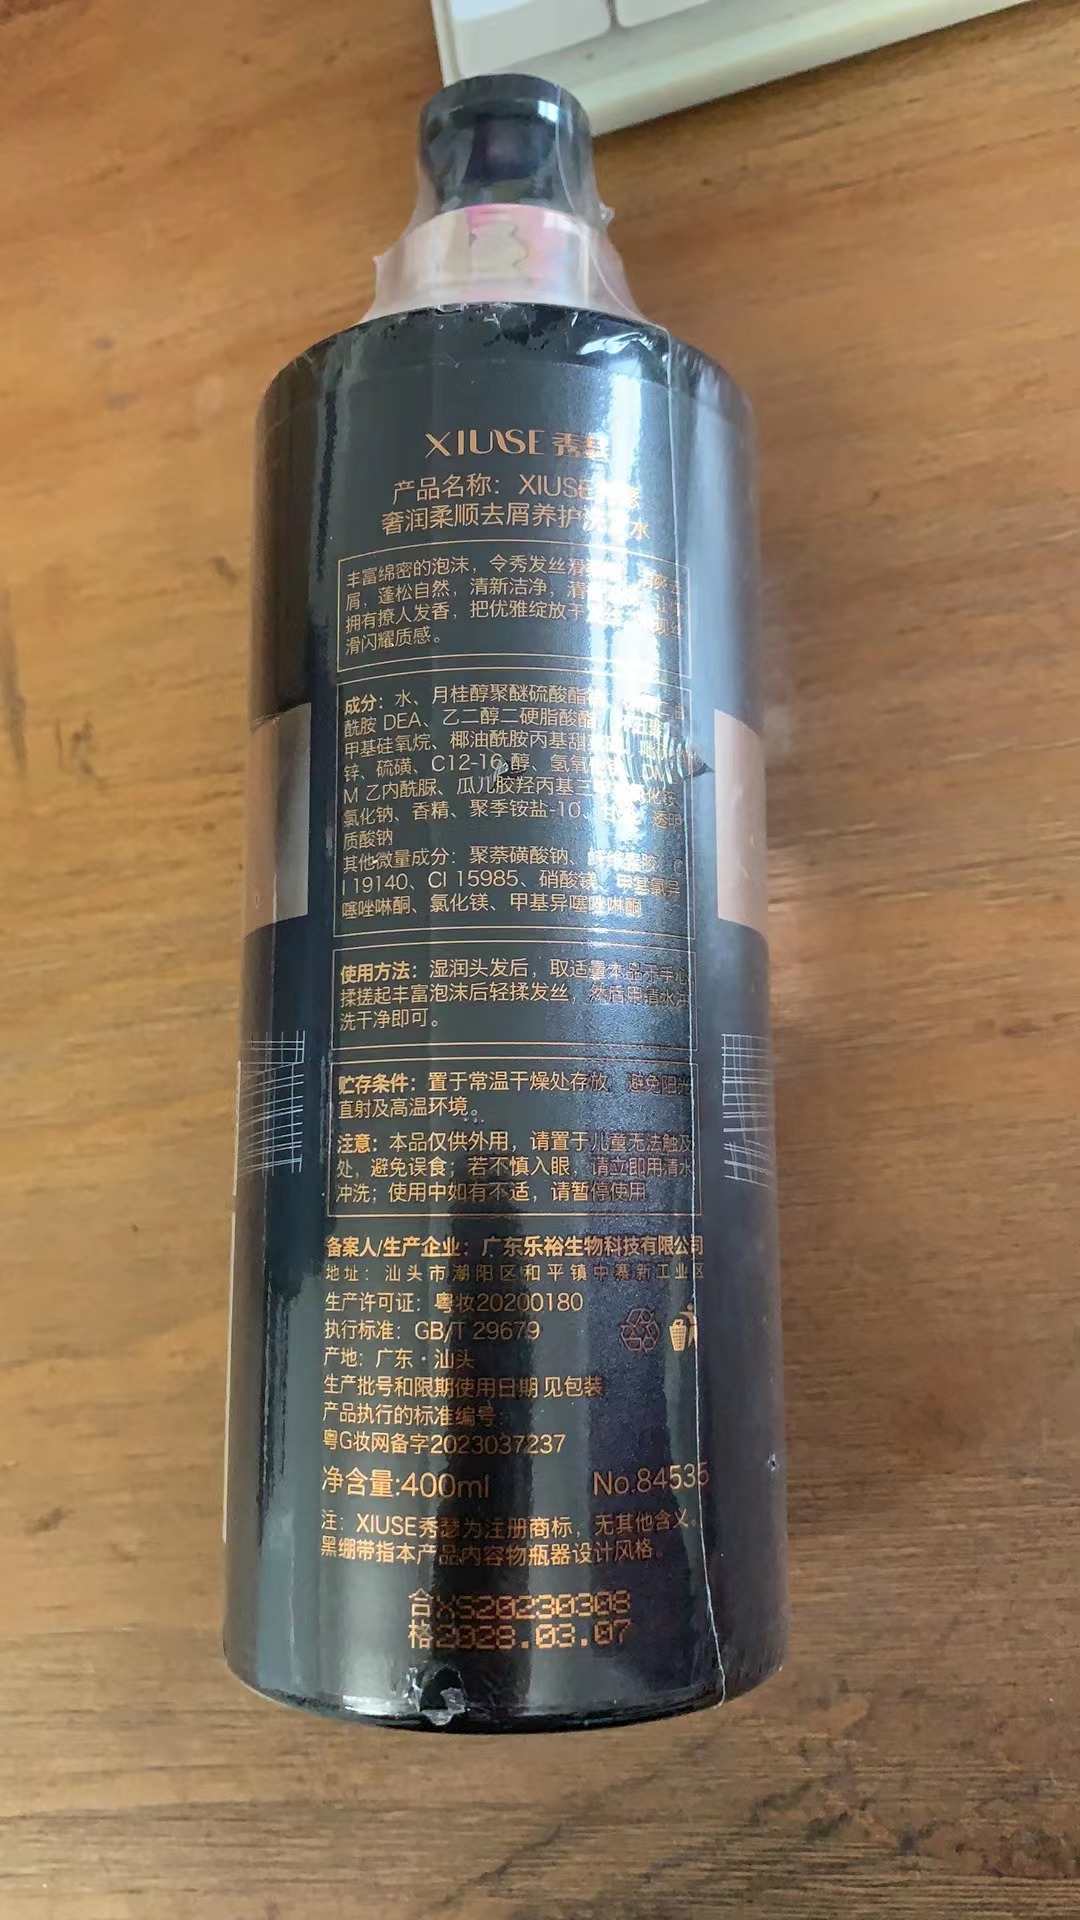 XIUSE 秀瑟
产品名称：XIUSE
奢润柔顺去屑养护洗 水
丰富绵密的泡沫，令秀发丝滑
屑，蓬松自然，清新洁净，清
拥有撩人发香，把优雅绽放于
滑闪耀质感。
成分：水、月桂醇聚醚硫酸酯
酰胺 DEA、乙二醇二硬脂酸酯、
甲基硅氧烷、椰油酰胺丙基甜
锌、硫磺、C12-16 醇、氢氧化
M 乙内酰脲、瓜儿胶羟丙基三 氯化铵
氯化钠、香精、聚季铵盐-10、 透明
质酸钠
其他微量成分：聚萘磺酸钠、 C
I 19140、CI 15985、硝酸镁、甲基氯异
噻唑啉酮、氯化镁、甲基异噻唑啉酮
使用方法：湿润头发后，取适量本品于手心
揉搓起丰富泡沫后轻揉发丝，然后用清水冲
洗干净即可。
贮存条件：置于常温干燥处存放，避免阳光
直射及高温环境。
注意：本品仅供外用，请置于儿童无法触及
处，避免误食；若不慎入眼，请立即用清水
冲洗；使用中如有不适，请暂停使用。
备案人/生产企业：广东乐裕生物科技有限公司
地址：汕头市潮阳区和平镇中寨新工业区
生产许可证：粤妆20200180
执行标准：GB/T 29679
产地：广东·汕头
生产批号和限期使用日期 见包装
产品执行的标准编号：
粤G妆网备字2023037237
净含量:400ml No.84535
注：XIUSE秀瑟为注册商标，无其他含义。
黑绷带指本产品内容物瓶器设计风格。
合XS20230308
格2028.03.07